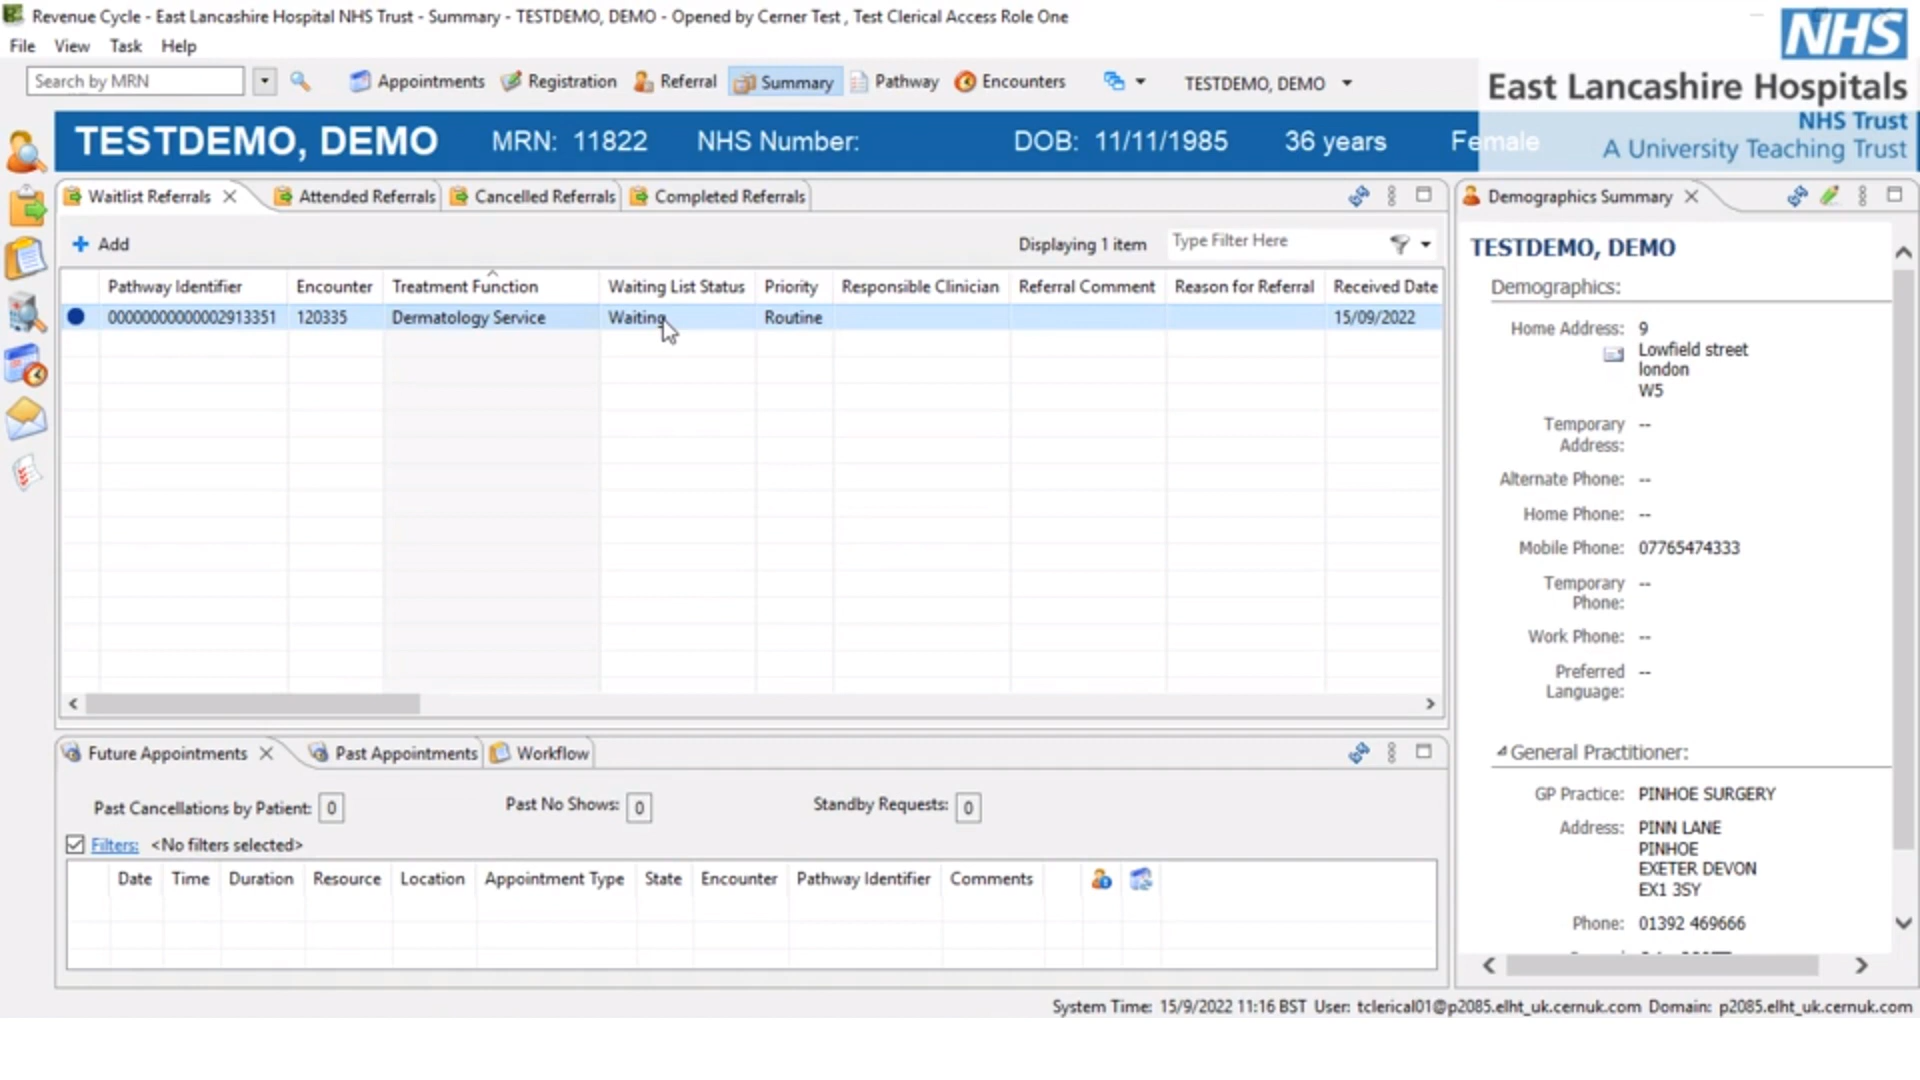 Revenue Cycle - East Lancashire Hospital NHS Trust - Summary - TESTDEMO, DEMO - Opened by Cerner Test , Test Clerical Access Role One
NHS
File View Task Help
Search by MRN Appointments Registration Referral Summary Pathway Encounters TESTDEMO, DEMO
East Lancashire Hospitals
NHS Trust
A University Teaching Trust
TESTDEMO, DEMO MRN: 11822 NHS Number: DOB: 11/11/1985 36 years Female
Waitlist Referrals Attended Referrals Cancelled Referrals Completed Referrals
Add Displaying 1 item Type Filter Here
Pathway Identifier Encounter Treatment Function Waiting List Status Priority Responsible Clinician Referral Comment Reason for Referral Received Date
00000000000002913351 120335 Dermatology Service Waiting Routine 15/09/2022
Demographics Summary
TESTDEMO, DEMO
Demographics:
Home Address: 9
Lowfield street
london
W5
Temporary Address: --
Alternate Phone: --
Home Phone: --
Mobile Phone: 07765474333
Temporary Phone: --
Work Phone: --
Preferred Language: --
General Practitioner:
GP Practice: PINHOE SURGERY
Address: PINN LANE
PINHOE
EXETER DEVON
EX1 3SY
Phone: 01392 469666
Future Appointments Past Appointments Workflow
Past Cancellations by Patient: 0 Past No Shows: 0 Standby Requests: 0
Filters: <No filters selected>
Date Time Duration Resource Location Appointment Type State Encounter Pathway Identifier Comments
System Time: 15/9/2022 11:16 BST User: tclerical01@p2085.elht_uk.cernuk.com Domain: p2085.elht_uk.cernuk.com